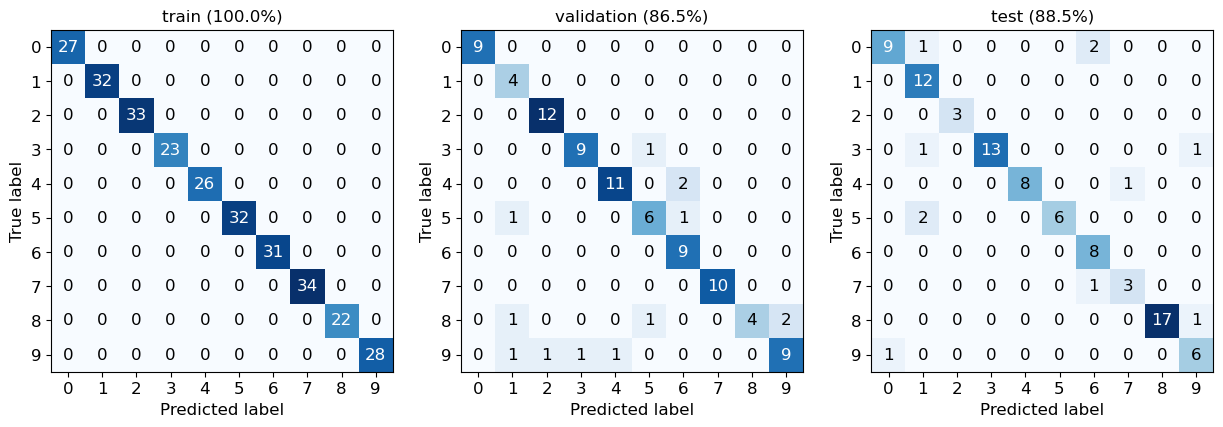 train (100.0%) validation (86.5%) test (88.5%)
0 27 0 0 0 0 0 0 0 0 0 0 9 0 0 0 0 0 0 0 0 0 0 9 1 0 0 0 0 2 0 0 0
1 0 32 0 0 0 0 0 0 0 0 1 0 4 0 0 0 0 0 0 0 0 1 0 12 0 0 0 0 0 0 0 0
2 0 0 33 0 0 0 0 0 0 0 2 0 0 12 0 0 0 0 0 0 0 2 0 0 3 0 0 0 0 0 0 0
3 0 0 0 23 0 0 0 0 0 0 3 0 0 0 9 0 1 0 0 0 0 3 0 1 0 13 0 0 0 0 0 1
4 0 0 0 0 26 0 0 0 0 0 4 0 0 0 0 11 0 2 0 0 0 4 0 0 0 0 8 0 0 1 0 0
5 0 0 0 0 0 32 0 0 0 0 5 0 1 0 0 0 6 1 0 0 0 5 0 2 0 0 0 6 0 0 0 0
6 0 0 0 0 0 0 31 0 0 0 6 0 0 0 0 0 0 9 0 0 0 6 0 0 0 0 0 0 8 0 0 0
7 0 0 0 0 0 0 0 34 0 0 7 0 0 0 0 0 0 0 10 0 0 7 0 0 0 0 0 0 1 3 0 0
8 0 0 0 0 0 0 0 0 22 0 8 0 1 0 0 0 1 0 0 4 2 8 0 0 0 0 0 0 0 0 17 1
9 0 0 0 0 0 0 0 0 0 28 9 0 1 1 1 1 0 0 0 0 9 9 1 0 0 0 0 0 0 0 0 6
0 1 2 3 4 5 6 7 8 9 0 1 2 3 4 5 6 7 8 9 0 1 2 3 4 5 6 7 8 9
Predicted label Predicted label Predicted label
True label
True label
True label